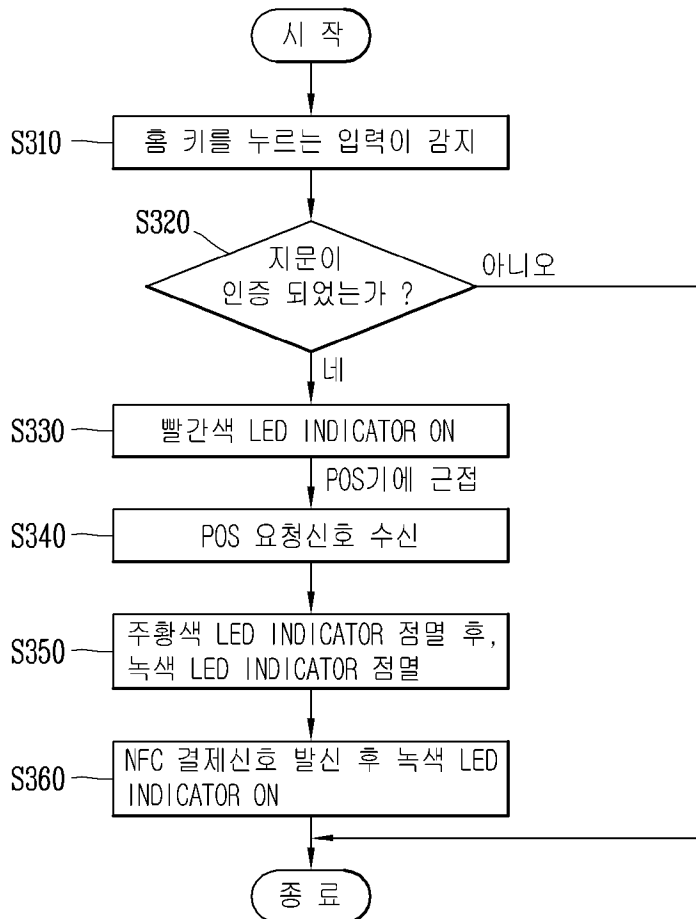 시 작
S310
홈 키를 누르는 입력이 감지
S320
지문이
인증 되었는가 ?
아니오
네
S330
빨간색 LED INDICATOR ON
POS기에 근접
S340
POS 요청신호 수신
S350
주황색 LED INDICATOR 점멸 후,
녹색 LED INDICATOR 점멸
S360
NFC 결제신호 발신 후 녹색 LED
INDICATOR ON
종 료